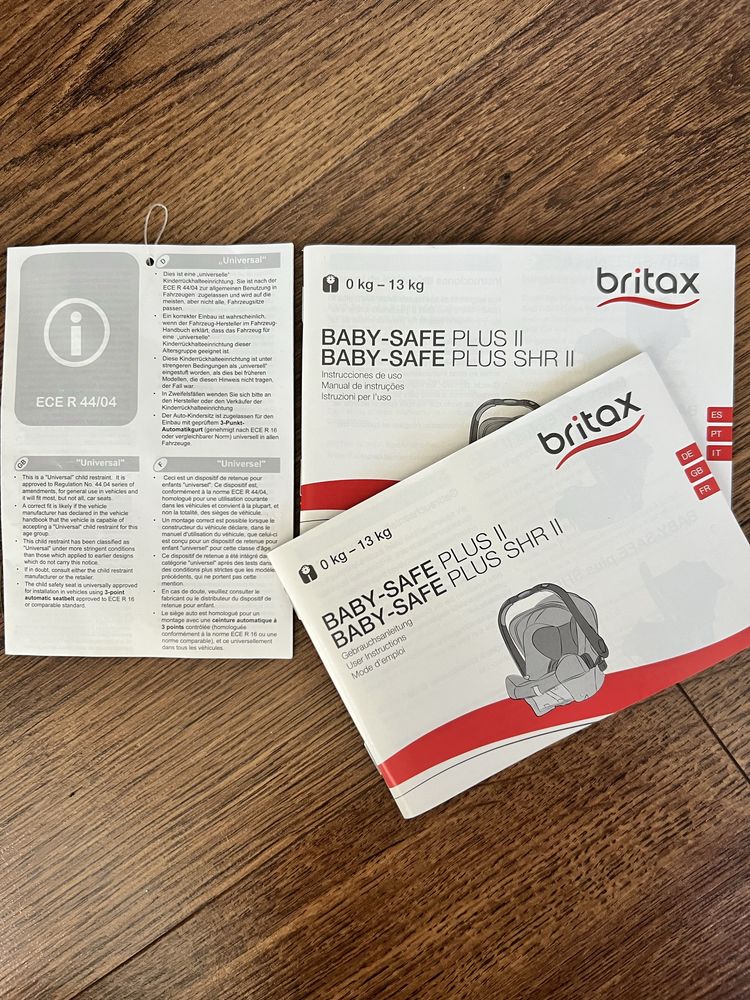 D
„Universal"
• Dies ist eine „universelle"
Kinderrückhalteeinrichtung. Sie ist nach der
ECE R 44/04 zur allgemeinen Benutzung in
Fahrzeugen zugelassen und wird auf die
meisten, aber nicht alle, Fahrzeugsitze
passen.
• Ein korrekter Einbau ist wahrscheinlich,
wenn der Fahrzeug-Hersteller im Fahrzeug-
Handbuch erklärt, dass das Fahrzeug für
eine „universelle"
Kinderrückhalteeinrichtung dieser
Altersgruppe geeignet ist.
• Diese Kinderrückhalteeinrichtung ist unter
strengeren Bedingungen als „universell"
eingestuft worden, als dies bei früheren
Modellen, die diesen Hinweis nicht tragen,
der Fall war.
• In Zweifelsfällen wenden Sie sich bitte an
den Hersteller oder den Verkäufer der
Kinderrückhalteeinrichtung
• Der Auto-Kindersitz ist zugelassen für den
Einbau mit geprüftem 3-Punkt-
Automatikgurt (genehmigt nach ECE R 16
oder vergleichbarer Norm) universell in allen
Fahrzeuge.
i
ECE R 44/04
GB
"Universal"
• This is a "Universal" child restraint. It is
approved to Regulation No. 44.04 series of
amendments, for general use in vehicles and
it will fit most, but not all, car seats.
• A correct fit is likely if the vehicle
manufacturer has declared in the vehicle
handbook that the vehicle is capable of
accepting a "Universal" child restraint for this
age group.
• This child restraint has been classified as
"Universal" under more stringent conditions
than those which applied to earlier designs
which do not carry this notice.
• If in doubt, consult either the child restraint
manufacturer or the retailer.
• The child safety seat is universally approved
for installation in vehicles using 3-point
automatic seatbelt approved to ECE R 16
or comparable standard.
F
"Universel"
• Ceci est un dispositif de retenue pour
enfants "universel". Ce dispositif est,
conformément à la norme ECE R 44/04,
homologué pour une utilisation courante
dans les véhicules et convient à la plupart, et
non la totalité, des sièges de véhicule.
• Un montage correct est possible lorsque le
constructeur du véhicule déclare, dans le
manuel d'utilisation du véhicule, que celui-ci
est conçu pour un dispositif de retenue pour
enfant "universel" pour cette classe d'âge.
• Ce dispositif de retenue a été intégré dans
catégorie "universel" après des tests dans
des conditions plus strictes que les modèles
précédents, qui ne portent pas cette
mention.
• En cas de doute, veuillez consulter le
fabricant ou le distributeur du dispositif de
retenue pour enfant.
• Le siège auto est homologué pour un
montage avec une ceinture automatique à
3 points contrôlée (homologuée
conformément à la norme ECE R 16 ou une
norme comparable), et ce universellement
dans tous les véhicules.
0 kg – 13 kg
britax
BABY-SAFE PLUS II
BABY-SAFE PLUS SHR II
Instrucciones de uso
Manual de instruções
Istruzioni per l'uso
ES
PT
IT
britax
DE
GB
FR
0 kg – 13 kg
BABY-SAFE PLUS II
BABY-SAFE PLUS SHR II
Gebrauchsanleitung
User Instructions
Mode d'emploi